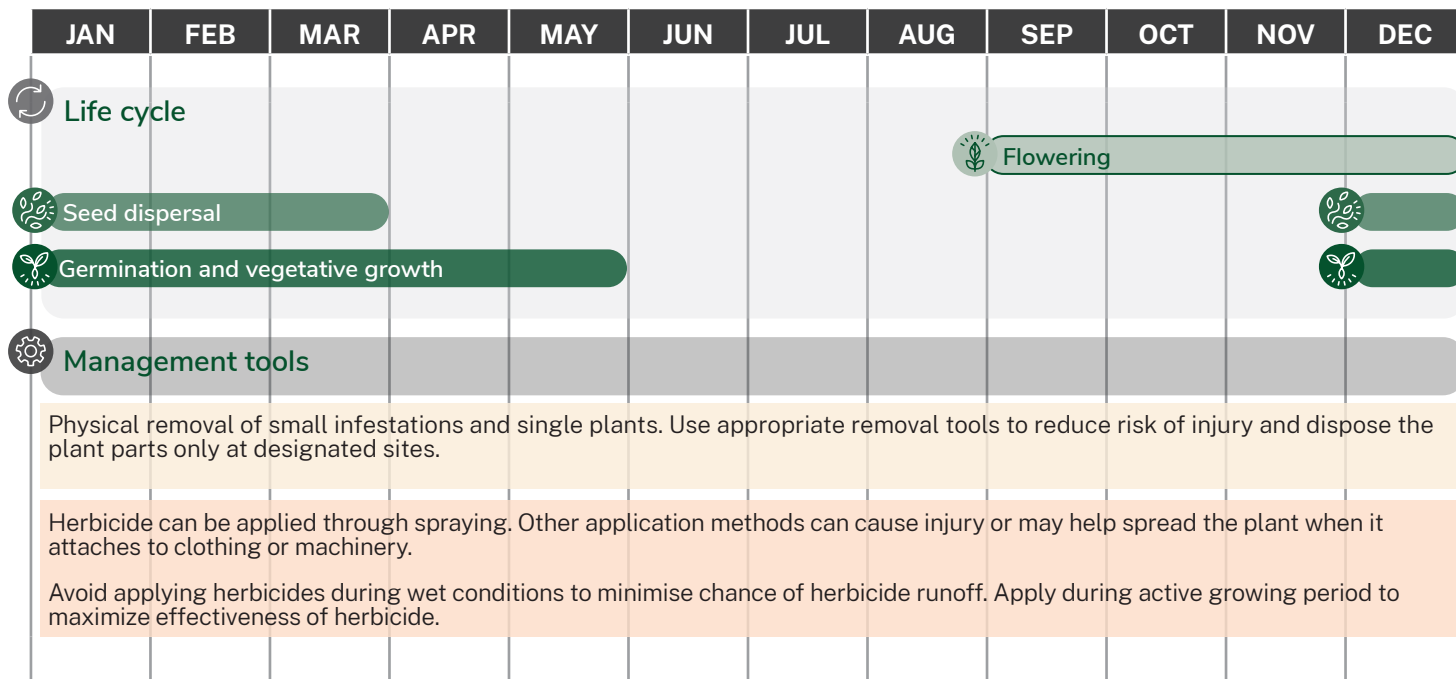 JAN FEB MAR APR MAY JUN JUL AUG SEP OCT NOV DEC
Life cycle
Flowering
Seed dispersal
Germination and vegetative growth
Management tools
Physical removal of small infestations and single plants. Use appropriate removal tools to reduce risk of injury and dispose the
plant parts only at designated sites.
Herbicide can be applied through spraying. Other application methods can cause injury or may help spread the plant when it
attaches to clothing or machinery.
Avoid applying herbicides during wet conditions to minimise chance of herbicide runoff. Apply during active growing period to
maximize effectiveness of herbicide.